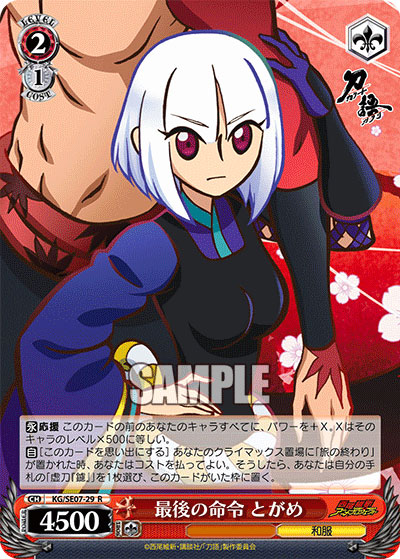 LEVEL
2
1
COST
刀語
カタナガタリ
SAMPLE
永 応援 このカードの前のあなたのキャラすべてに、パワーを＋X。Xはその
キャラのレベル×500に等しい。
自【このカードを思い出にする】 あなたのクライマックス置場に「旅の終わり」
が置かれた時、あなたはコストを払ってよい。そうしたら、あなたは自分の手
札の「虚刀『鑢』」を1枚選び、このカードがいた枠に置く。
CH KG/SE07-29 R
POWER
4500
最後の命令 とがめ
和服
©西尾維新・講談社／「刀語」製作委員会